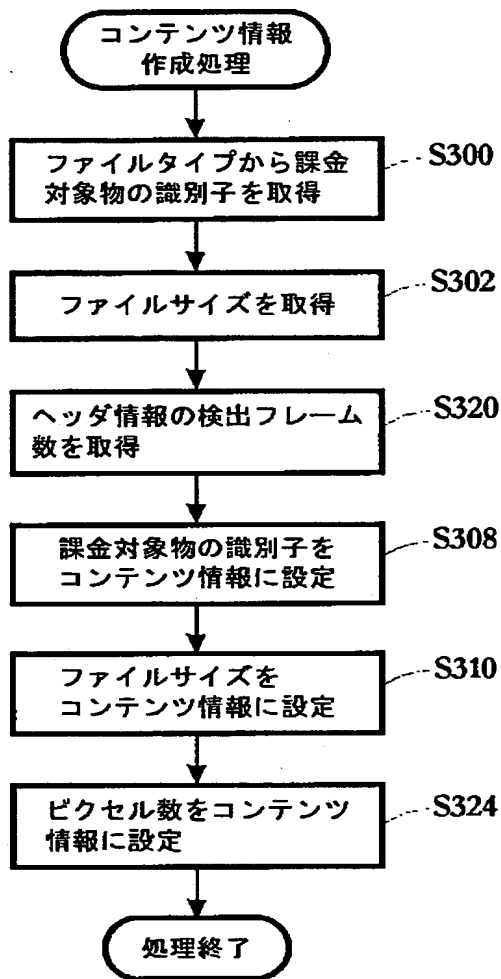 コンテンツ情報
作成処理
ファイルタイプから課金
対象物の識別子を取得
S300
ファイルサイズを取得
S302
ヘッダ情報の検出フレーム
数を取得
S320
課金対象物の識別子を
コンテンツ情報に設定
S308
ファイルサイズを
コンテンツ情報に設定
S310
ピクセル数をコンテンツ
情報に設定
S324
処理終了